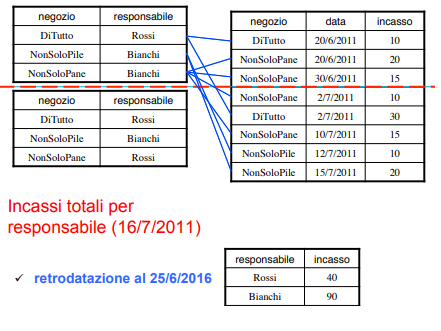 negozio responsabile
DiTutto Rossi
NonSoloPile Bianchi
NonSoloPane Bianchi
negozio responsabile
DiTutto Rossi
NonSoloPile Bianchi
NonSoloPane Rossi
negozio data incasso
DiTutto 20/6/2011 10
NonSoloPane 20/6/2011 20
NonSoloPane 30/6/2011 15
NonSoloPane 2/7/2011 10
DiTutto 2/7/2011 30
NonSoloPane 10/7/2011 15
NonSoloPile 12/7/2011 10
NonSoloPile 15/7/2011 20
Incassi totali per
responsabile (16/7/2011)
✓ retrodatazione al 25/6/2016
responsabile incasso
Rossi 40
Bianchi 90